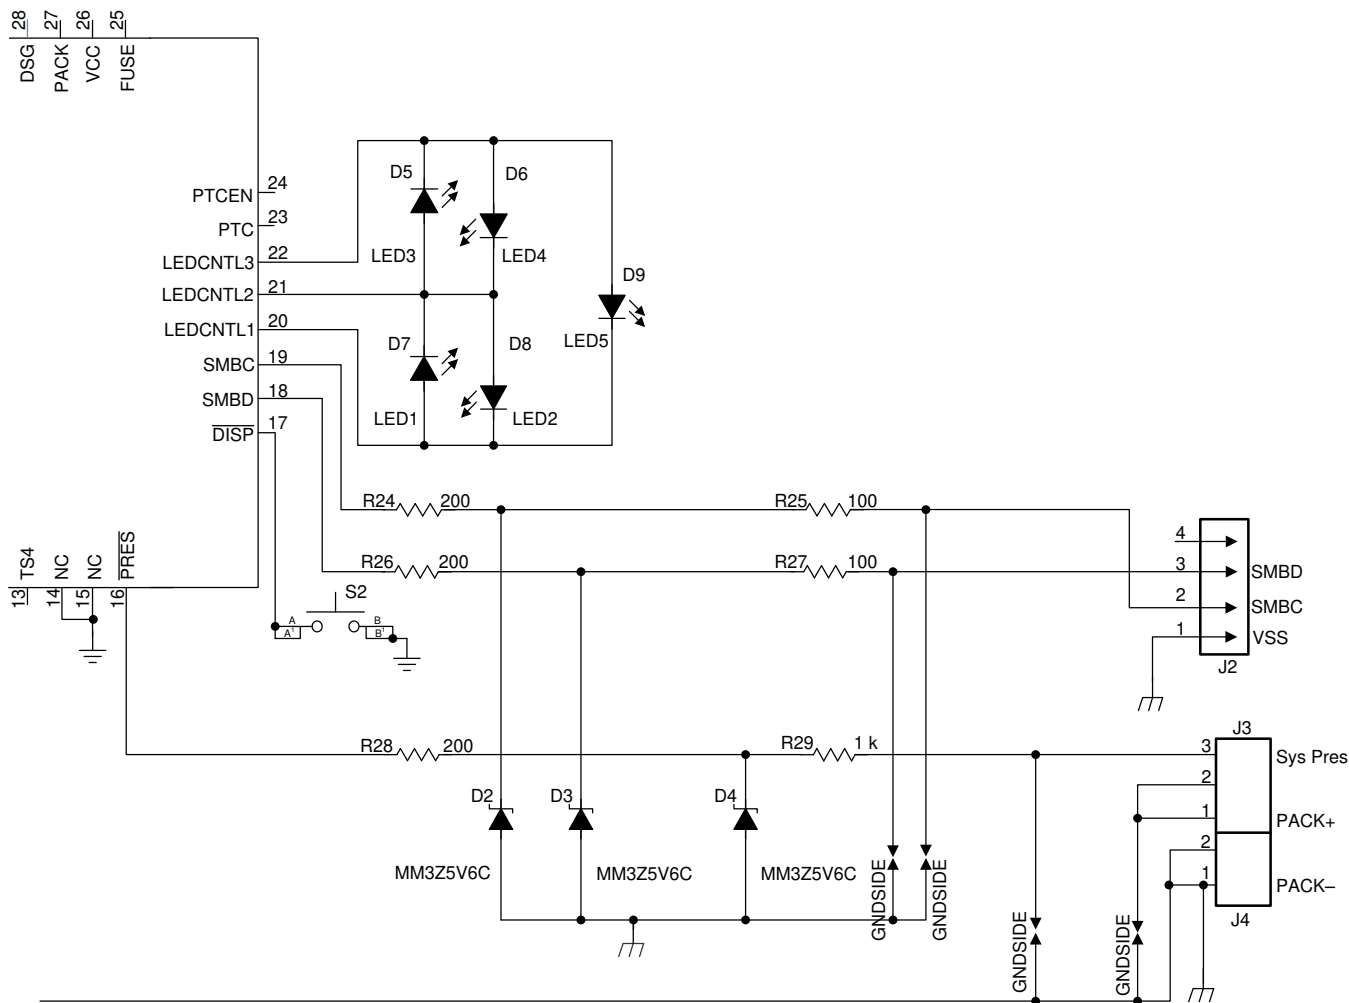 28
27
26
25
DSG
PACK
VCC
FUSE
PTCEN
24
PTC
23
LEDCNTL3
22
LEDCNTL2
21
LEDCNTL1
20
SMBC
19
SMBD
18
DISP
17
D5
LED3
D6
LED4
D9
LED5
D7
LED1
D8
LED2
R24
200
R25
100
R26
200
R27
100
TS4
NC
NC
PRES
13
14
15
16
S2
A
A'
B
B'
4
3
SMBD
2
SMBC
1
VSS
J2
R28
200
R29
1 k
J3
3
Sys Pres
2
1
PACK+
2
1
PACK–
J4
D2
D3
D4
MM3Z5V6C
MM3Z5V6C
MM3Z5V6C
GNDSIDE
GNDSIDE
GNDSIDE
GNDSIDE